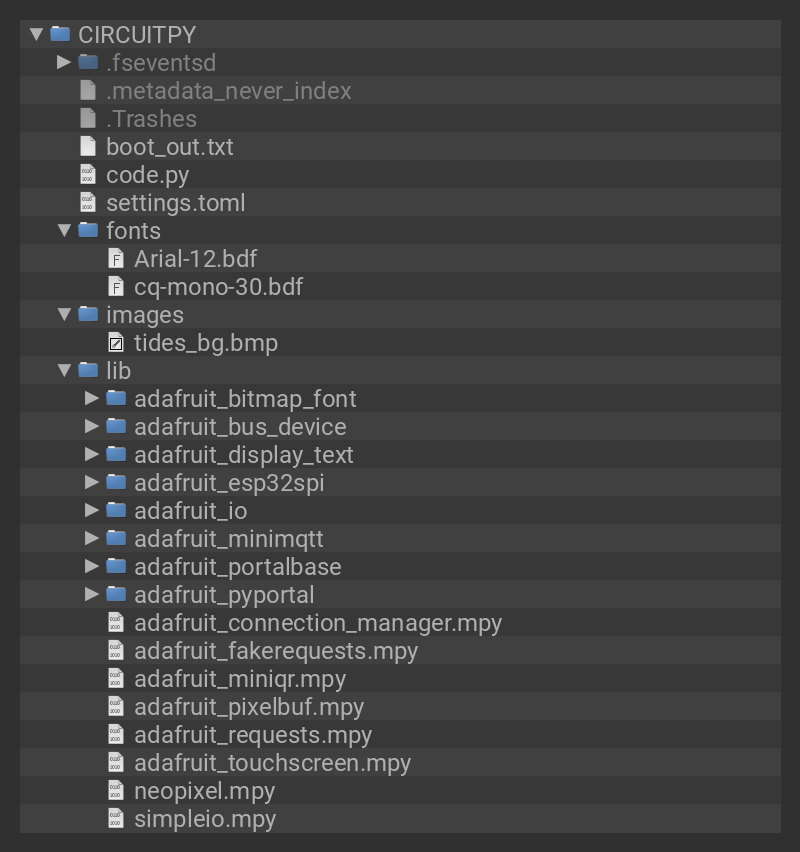 CIRCUITPY
.fseventsd
.metadata_never_index
.Trashes
boot_out.txt
code.py
settings.toml
fonts
Arial-12.bdf
cq-mono-30.bdf
images
tides_bg.bmp
lib
adafruit_bitmap_font
adafruit_bus_device
adafruit_display_text
adafruit_esp32spi
adafruit_io
adafruit_minimqtt
adafruit_portalbase
adafruit_pyportal
adafruit_connection_manager.mpy
adafruit_fakerequests.mpy
adafruit_miniqr.mpy
adafruit_pixelbuf.mpy
adafruit_requests.mpy
adafruit_touchscreen.mpy
neopixel.mpy
simpleio.mpy